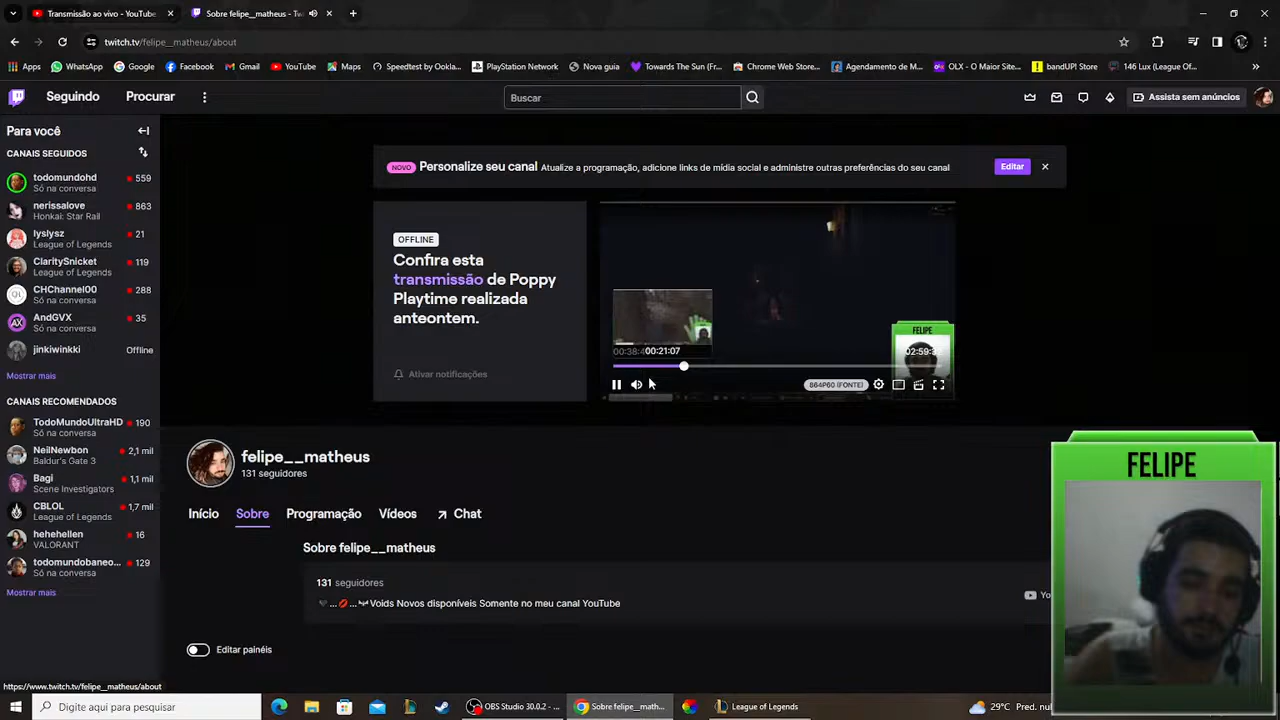 Transmissão ao vivo - YouTube
Sobre felipe__matheus - Tw
twitch.tv/felipe__matheus/about
Apps
WhatsApp
Google
Facebook
Gmail
YouTube
Maps
Speedtest by Ookla...
PlayStation Network
Nova guia
Towards The Sun (Fr...
Chrome Web Store...
Agendamento de M...
OLX - O Maior Site...
bandUP! Store
146 Lux (League Of...
Seguindo
Procurar
Buscar
Assista sem anúncios
Para você
CANAIS SEGUIDOS
todomundohd 559
Só na conversa
nerissalove 863
Honkai: Star Rail
lyslysz 21
League of Legends
ClaritySnicket 119
League of Legends
CHChannel00 288
Só na conversa
AndGVX 35
Só na conversa
jinkiwinkki Offline
Mostrar mais
CANAIS RECOMENDADOS
TodoMundoUltraHD 190
Só na conversa
NeilNewbon 2,1 mil
Baldur's Gate 3
Bagi 1,1 mil
Scene Investigators
CBLOL 1,7 mil
League of Legends
hehehellen 16
VALORANT
todomundobaneo... 129
Só na conversa
Mostrar mais
NOVO Personalize seu canal Atualize a programação, adicione links de mídia social e administre outras preferências do seu canal
Editar
OFFLINE
Confira esta
transmissão de Poppy
Playtime realizada
anteontem.
Ativar notificações
FELIPE
00:38:4
00:21:07
02:59:3
864P60 (FONTE)
felipe__matheus
131 seguidores
Início
Sobre
Programação
Vídeos
Chat
Sobre felipe__matheus
131 seguidores
Yo
...💋...Voids Novos disponíveis Somente no meu canal YouTube
Editar painéis
FELIPE
https://www.twitch.tv/felipe__matheus/about
Digite aqui para pesquisar
OBS Studio 30.0.2 - ...
Sobre felipe__math...
League of Legends
29°C Pred. nul